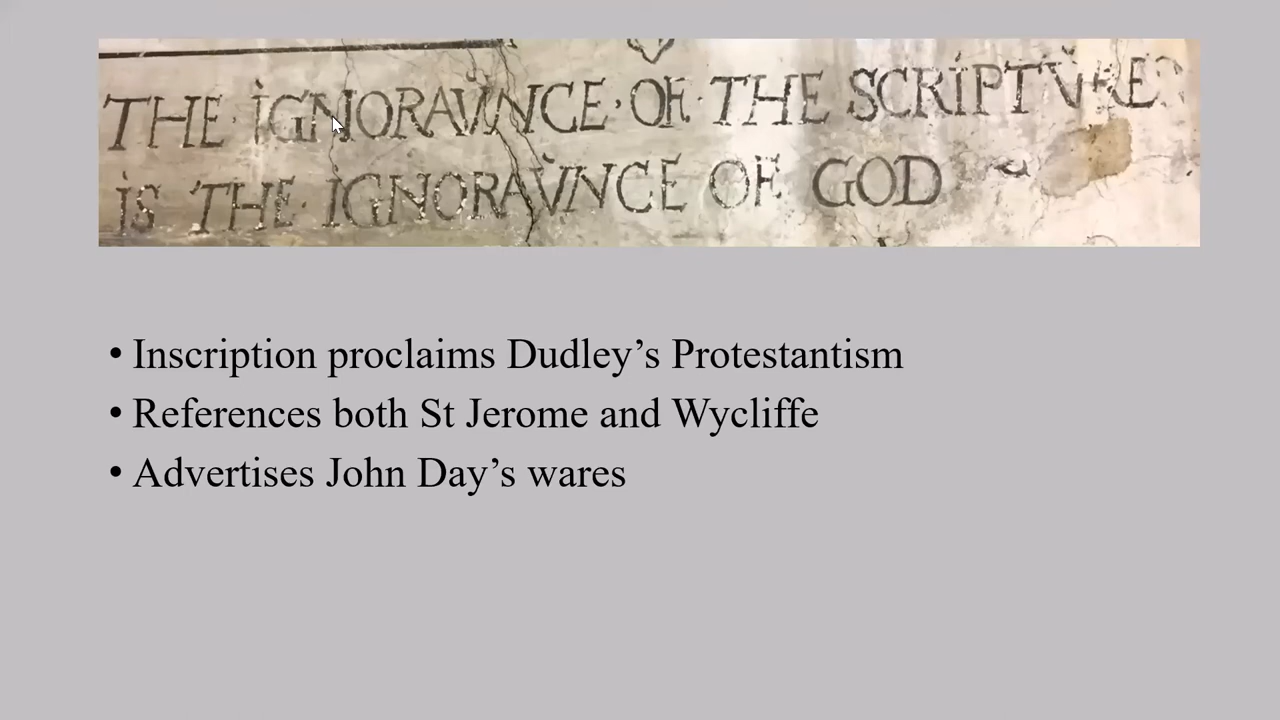 THE·IGNORAVNCE·OF·THE SCRIPTVRES
IS THE·IGNORAVNCE OF GOD
• Inscription proclaims Dudley’s Protestantism
• References both St Jerome and Wycliffe
• Advertises John Day’s wares